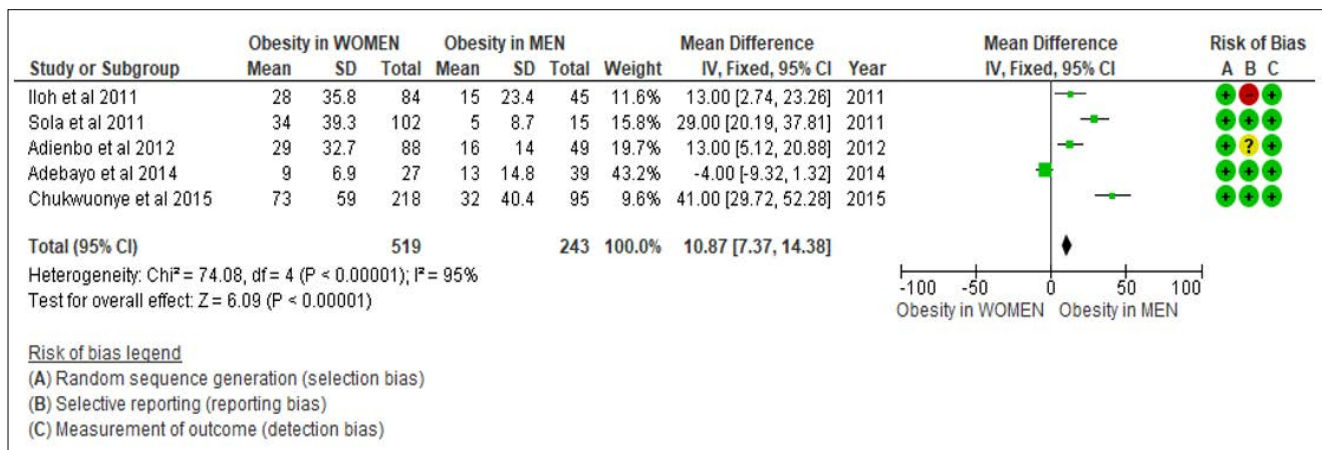 Obesity in WOMEN Obesity in MEN Mean Difference Mean Difference Risk of Bias
Study or Subgroup Mean SD Total Mean SD Total Weight IV, Fixed, 95% CI Year IV, Fixed, 95% CI A B C
Iloh et al 2011 28 35.8 84 15 23.4 45 11.6% 13.00 [2.74, 23.26] 2011 + - +
Sola et al 2011 34 39.3 102 5 8.7 15 15.8% 29.00 [20.19, 37.81] 2011 + + +
Adienbo et al 2012 29 32.7 88 16 14 49 19.7% 13.00 [5.12, 20.88] 2012 + ? +
Adebayo et al 2014 9 6.9 27 13 14.8 39 43.2% -4.00 [-9.32, 1.32] 2014 + + +
Chukwuonye et al 2015 73 59 218 32 40.4 95 9.6% 41.00 [29.72, 52.28] 2015 + + +
Total (95% CI) 519 243 100.0% 10.87 [7.37, 14.38]
Heterogeneity: Chi² = 74.08, df = 4 (P < 0.00001); I² = 95%
Test for overall effect: Z = 6.09 (P < 0.00001)
-100 -50 0 50 100
Obesity in WOMEN Obesity in MEN
Risk of bias legend
(A) Random sequence generation (selection bias)
(B) Selective reporting (reporting bias)
(C) Measurement of outcome (detection bias)